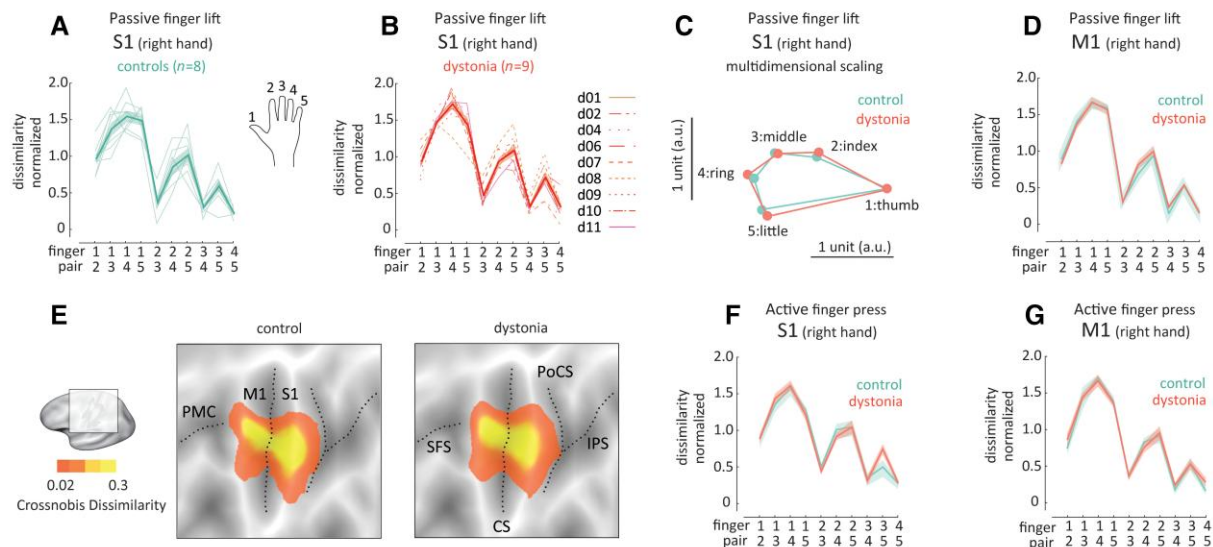 A
Passive finger lift
S1 (right hand)
controls (n=8)
dissimilarity
normalized
2.0
1.5
1.0
0.5
0
finger 1 1 1 1 2 2 2 3 3 4
pair 2 3 4 5 3 4 5 4 5 5
1 2 3 4 5
B
Passive finger lift
S1 (right hand)
dystonia (n=9)
dissimilarity
normalized
2.0
1.5
1.0
0.5
0
finger 1 1 1 1 2 2 2 3 3 4
pair 2 3 4 5 3 4 5 4 5 5
d01
d02
d04
d06
d07
d08
d09
d10
d11
C
Passive finger lift
S1 (right hand)
multidimensional scaling
control
dystonia
1 unit (a.u.)
3:middle
2:index
4:ring
1:thumb
5:little
1 unit (a.u.)
D
Passive finger lift
M1 (right hand)
control
dystonia
dissimilarity
normalized
2.0
1.5
1.0
0.5
0
finger 1 1 1 1 2 2 2 3 3 4
pair 2 3 4 5 3 4 5 4 5 5
E
control
dystonia
0.02 0.3
Crossnobis Dissimilarity
PMC
M1
S1
SFS
PoCS
IPS
CS
F
Active finger press
S1 (right hand)
control
dystonia
dissimilarity
normalized
2.0
1.5
1.0
0.5
0
finger 1 1 1 1 2 2 2 3 3 4
pair 2 3 4 5 3 4 5 4 5 5
G
Active finger press
M1 (right hand)
control
dystonia
dissimilarity
normalized
2.0
1.5
1.0
0.5
0
finger 1 1 1 1 2 2 2 3 3 4
pair 2 3 4 5 3 4 5 4 5 5